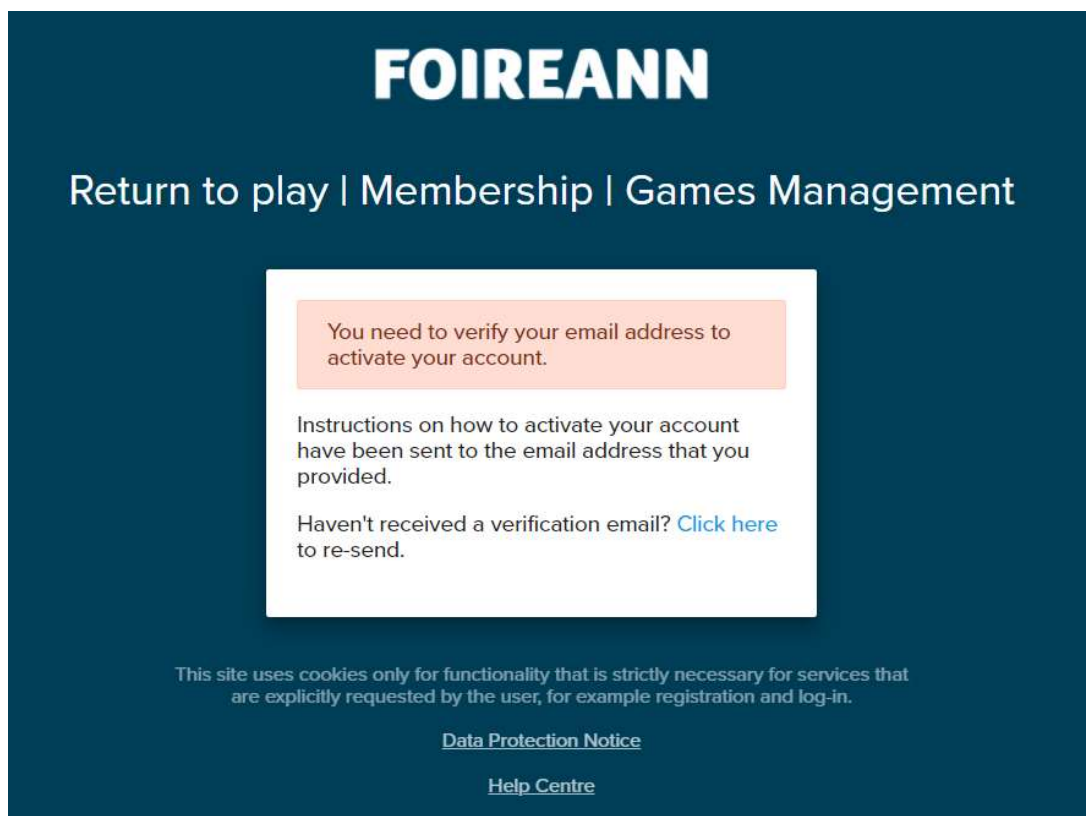 FOIREANN
Return to play | Membership | Games Management
You need to verify your email address to
activate your account.
Instructions on how to activate your account
have been sent to the email address that you
provided.
Haven't received a verification email? Click here
to re-send.
This site uses cookies only for functionality that is strictly necessary for services that
are explicitly requested by the user, for example registration and log-in.
Data Protection Notice
Help Centre